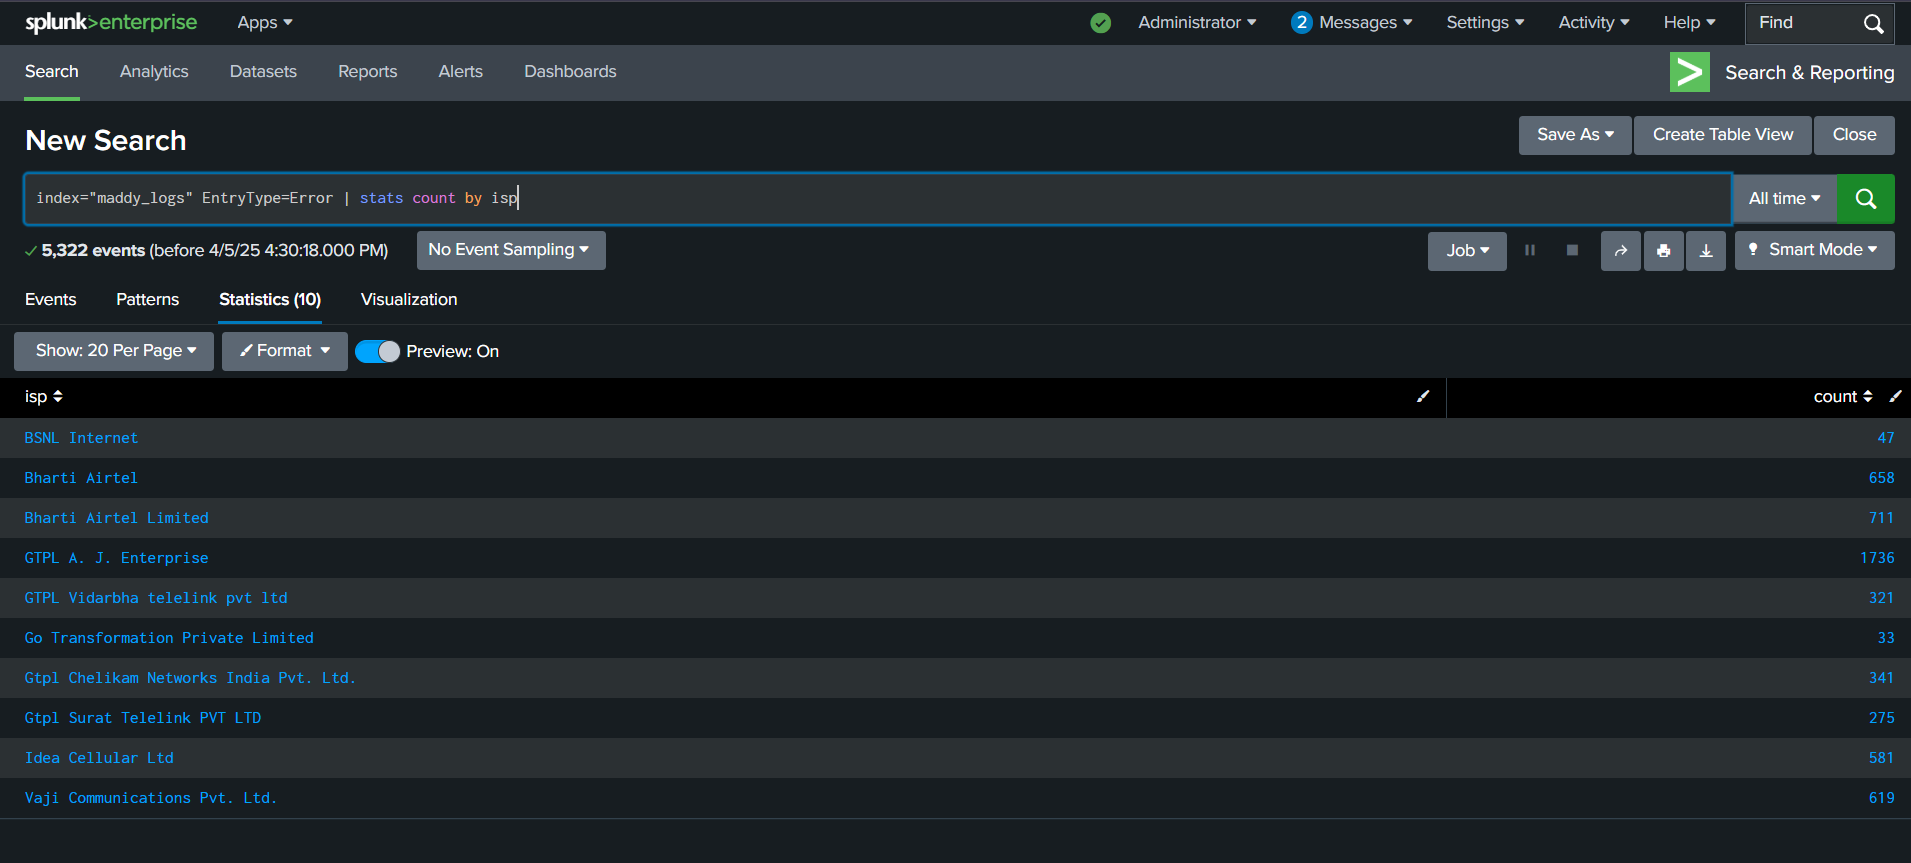 splunk>enterprise Apps Administrator 2 Messages Settings Activity Help Find
Search Analytics Datasets Reports Alerts Dashboards > Search & Reporting
New Search Save As Create Table View Close
index="maddy_logs" EntryType=Error | stats count by isp All time
5,322 events (before 4/5/25 4:30:18.000 PM) No Event Sampling Job Smart Mode
Events Patterns Statistics (10) Visualization
Show: 20 Per Page Format Preview: On
isp count
BSNL Internet 47
Bharti Airtel 658
Bharti Airtel Limited 711
GTPL A. J. Enterprise 1736
GTPL Vidarbha telelink pvt ltd 321
Go Transformation Private Limited 33
Gtpl Chelikam Networks India Pvt. Ltd. 341
Gtpl Surat Telelink PVT LTD 275
Idea Cellular Ltd 581
Vaji Communications Pvt. Ltd. 619